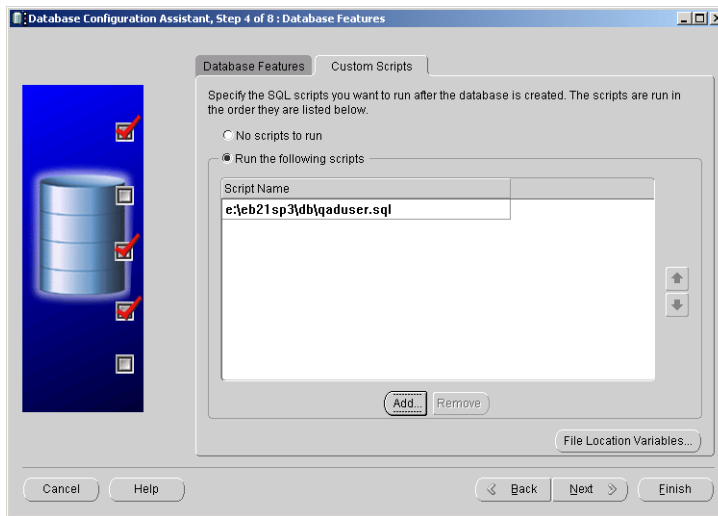 Database Configuration Assistant, Step 4 of 8 : Database Features
Database Features
Custom Scripts
Specify the SQL scripts you want to run after the database is created. The scripts are run in
the order they are listed below.
No scripts to run
Run the following scripts
Script Name
e:\eb21sp3\db\qaduser.sql
Add...
Remove
File Location Variables...
Cancel
Help
Back
Next
Finish